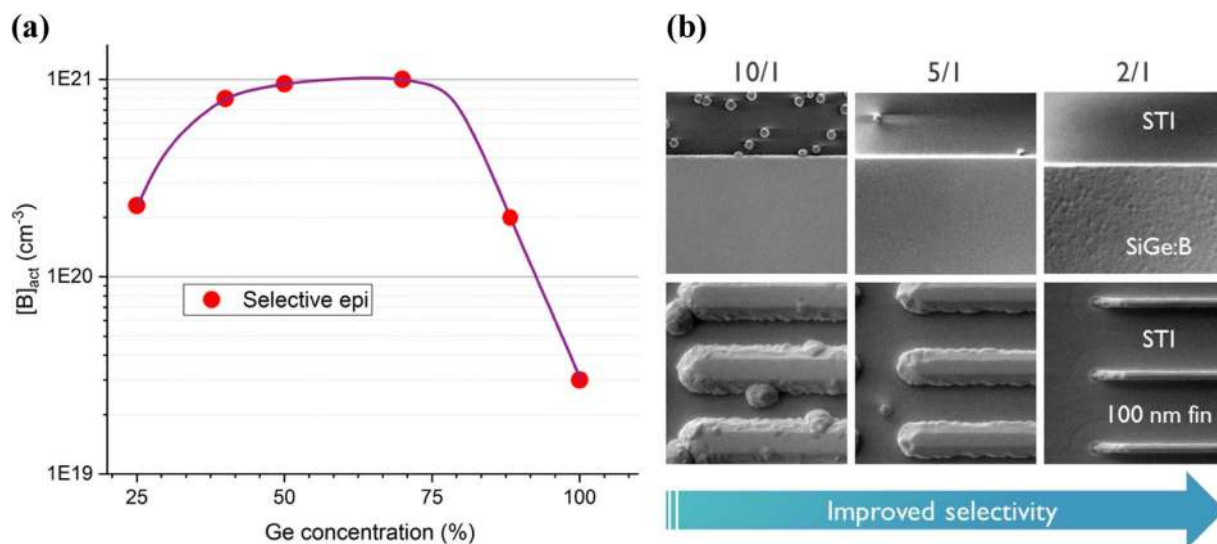 (a)
1E21
1E20
1E19
[B]act (cm⁻³)
Selective epi
25
50
75
100
Ge concentration (%)
(b)
10/1
5/1
2/1
STI
SiGe:B
STI
100 nm fin
Improved selectivity